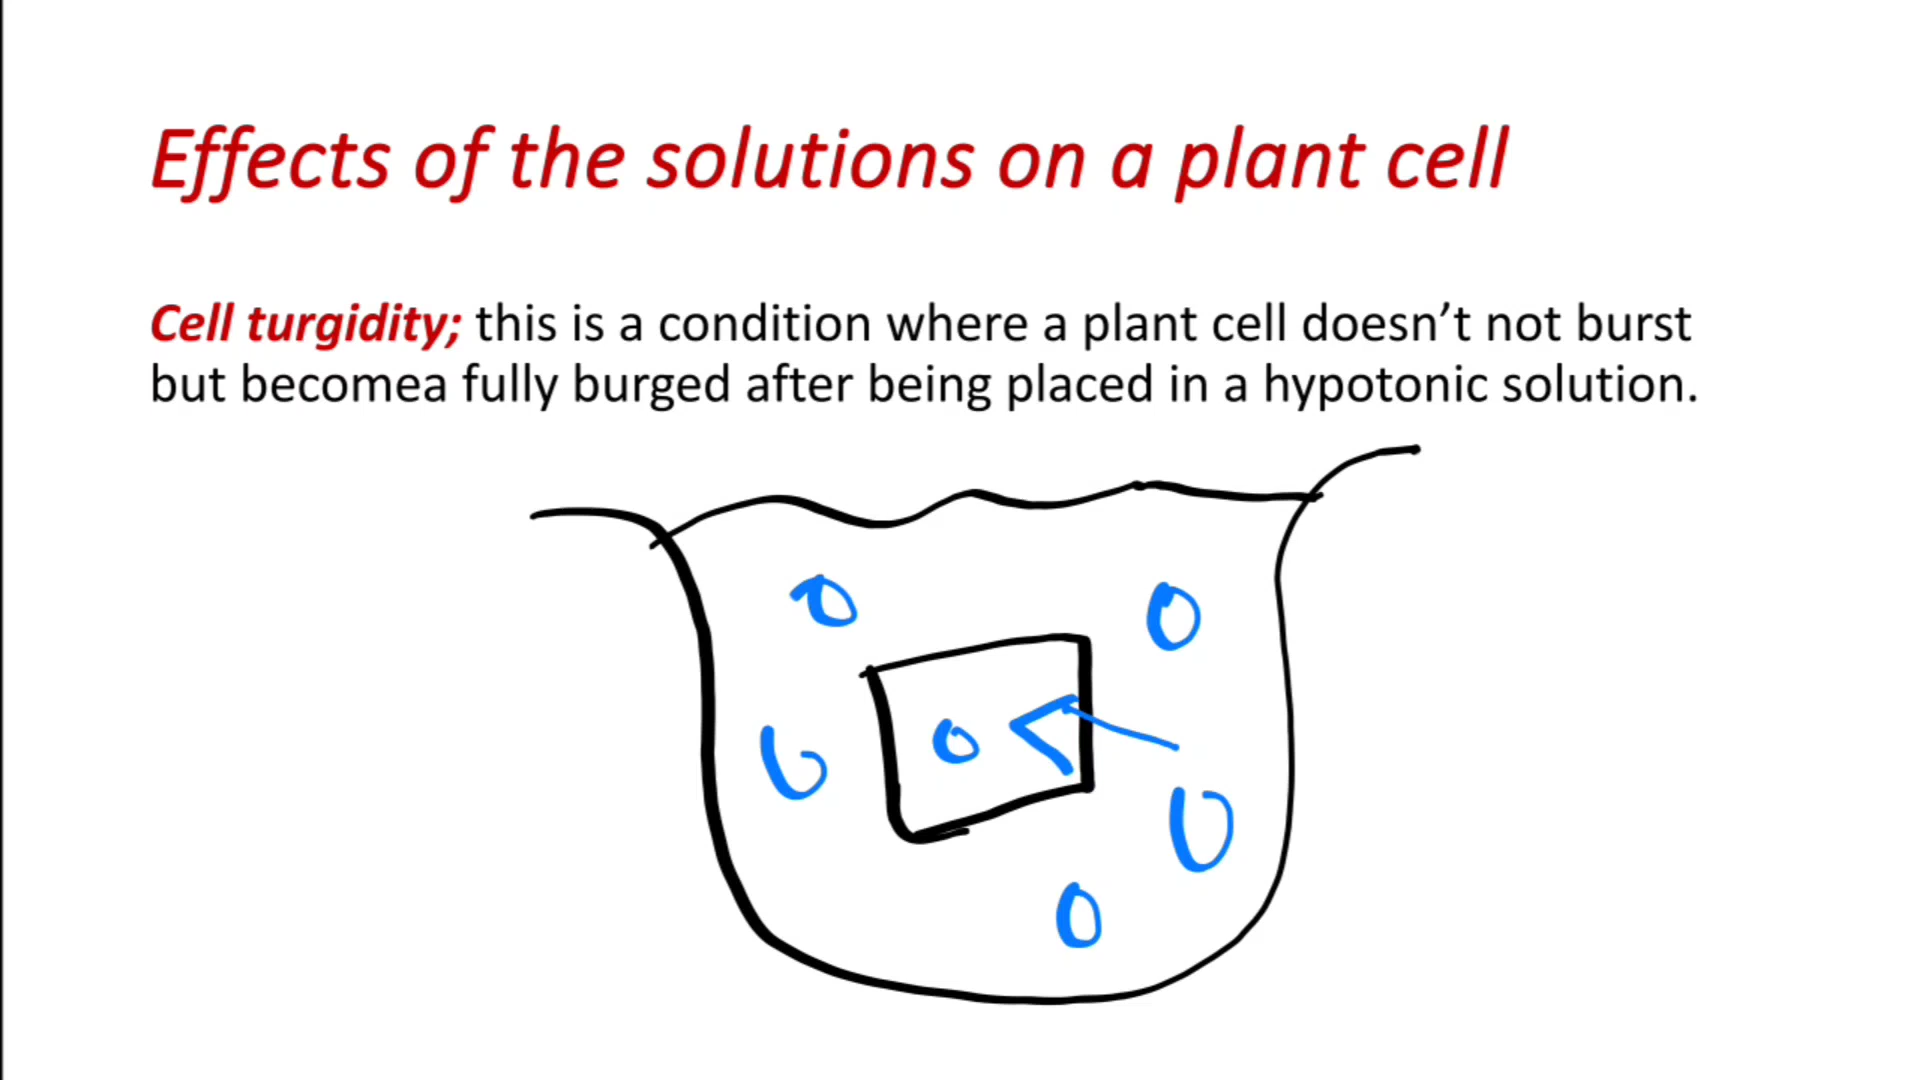 Effects of the solutions on a plant cell
Cell turgidity; this is a condition where a plant cell doesn’t not burst
but becomea fully burged after being placed in a hypotonic solution.